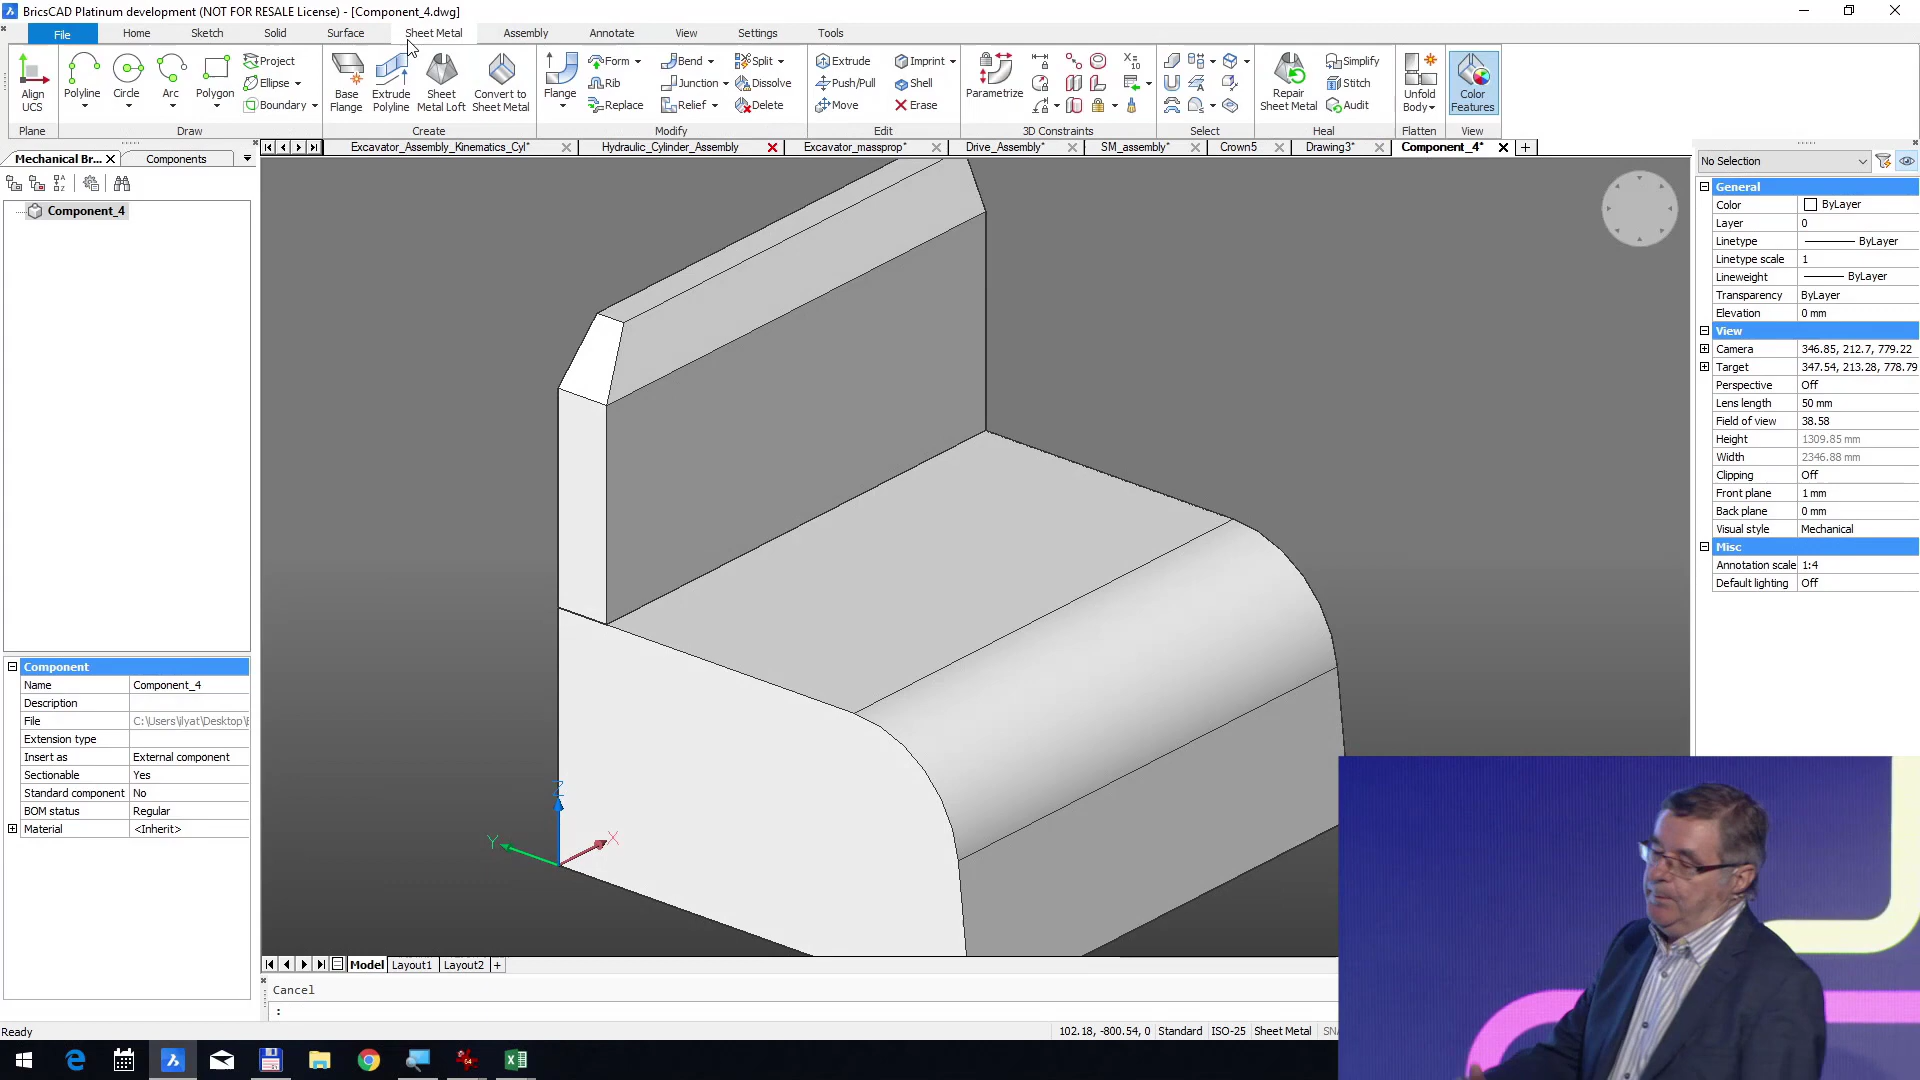 BricsCAD Platinum development (NOT FOR RESALE License) - [Component_4.dwg]
File Home Sketch Solid Surface Sheet Metal Assembly Annotate View Settings Tools
Align UCS
Polyline Circle Arc Polygon
Project
Ellipse
Boundary
Base Flange
Extrude Polyline
Sheet Metal Loft
Convert to Sheet Metal
Flange
Form
Rib
Replace
Bend
Junction
Relief
Split
Dissolve
Delete
Extrude
Push/Pull
Move
Imprint
Shell
Erase
Parametrize
Repair Sheet Metal
Simplify
Stitch
Audit
Unfold Body
Color Features
Plane Draw Create Modify Edit 3D Constraints Select Heal Flatten View
Mechanical Br... Components
Excavator_Assembly_Kinematics_Cyl* Hydraulic_Cylinder_Assembly Excavator_massprop* Drive_Assembly* SM_assembly* Crown5 Drawing3* Component_4*
Component_4
Component
Name Component_4
Description
File C:\Users\ilyat\Desktop\
Extension type
Insert as External component
Sectionable Yes
Standard component No
BOM status Regular
Material <Inherit>
Z
Y
X
No Selection
General
Color ByLayer
Layer 0
Linetype ByLayer
Linetype scale 1
Lineweight ByLayer
Transparency ByLayer
Elevation 0 mm
View
Camera 346.85, 212.7, 779.22
Target 347.54, 213.28, 778.79
Perspective Off
Lens length 50 mm
Field of view 38.58
Height 1309.85 mm
Width 2346.88 mm
Clipping Off
Front plane 1 mm
Back plane 0 mm
Visual style Mechanical
Misc
Annotation scale 1:4
Default lighting Off
Model Layout1 Layout2 +
Cancel
:
Ready
102.18, -800.54, 0 Standard ISO-25 Sheet Metal